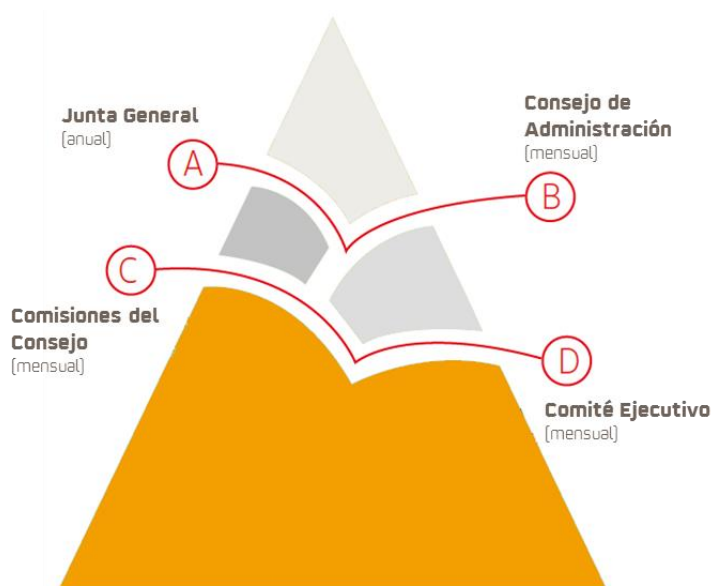 Junta General
(anual)
A
Consejo de
Administración
(mensual)
B
C
Comisiones del
Consejo
(mensual)
D
Comité Ejecutivo
(mensual)